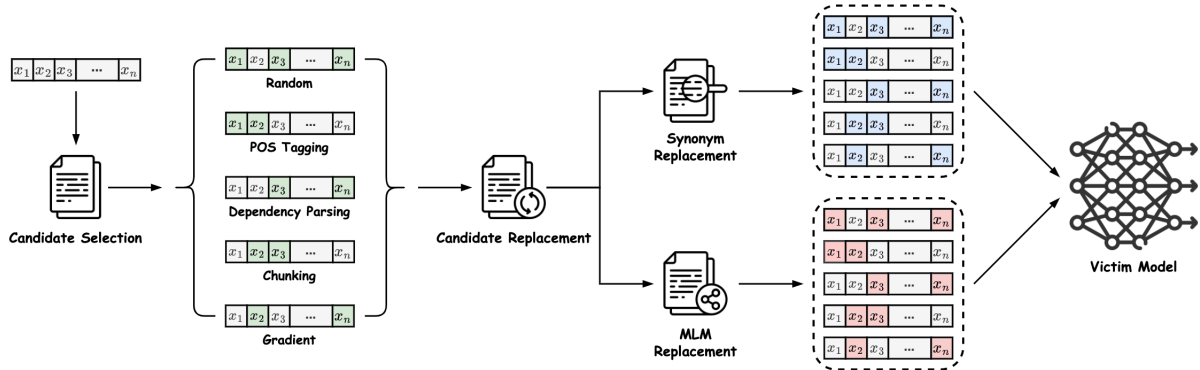 x1 x2 x3 ... xn
Candidate Selection
x1 x2 x3 ... xn
Random
x1 x2 x3 ... xn
POS Tagging
x1 x2 x3 ... xn
Dependency Parsing
x1 x2 x3 ... xn
Chunking
x1 x2 x3 ... xn
Gradient
Candidate Replacement
Synonym
Replacement
MLM
Replacement
x1 x2 x3 ... xn
x1 x2 x3 ... xn
x1 x2 x3 ... xn
x1 x2 x3 ... xn
x1 x2 x3 ... xn
x1 x2 x3 ... xn
x1 x2 x3 ... xn
x1 x2 x3 ... xn
x1 x2 x3 ... xn
x1 x2 x3 ... xn
Victim Model